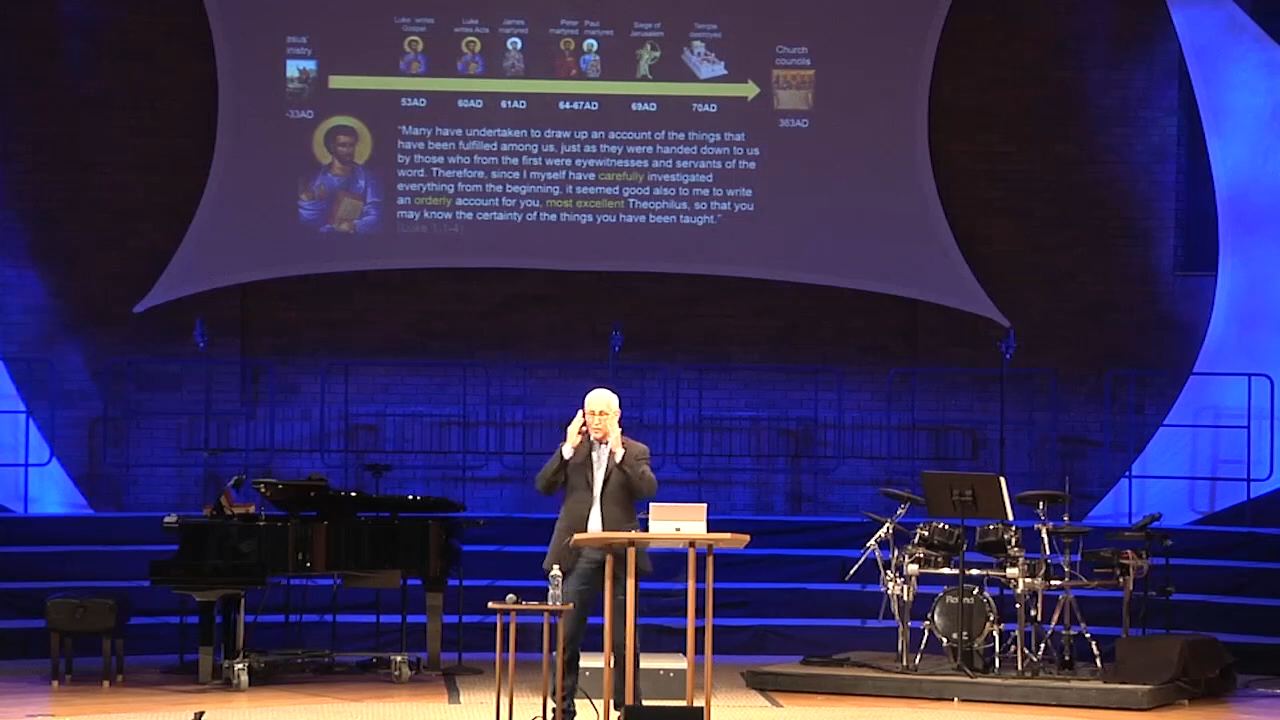 Luke writes
Gospel
Luke
writes Acts
James
martyred
Peter
martyred
Paul
martyred
Siege of
Jerusalem
Temple
destroyed
Church
councils
-33AD
53AD
60AD
61AD
64-67AD
69AD
70AD
363AD
"Many have undertaken to draw up an account of the things that
have been fulfilled among us, just as they were handed down to us
by those who from the first were eyewitnesses and servants of the
word. Therefore, since I myself have carefully investigated
everything from the beginning, it seemed good also to me to write
an orderly account for you, most excellent Theophilus, so that you
may know the certainty of the things you have been taught."
(Luke 1:1-4)
Roland